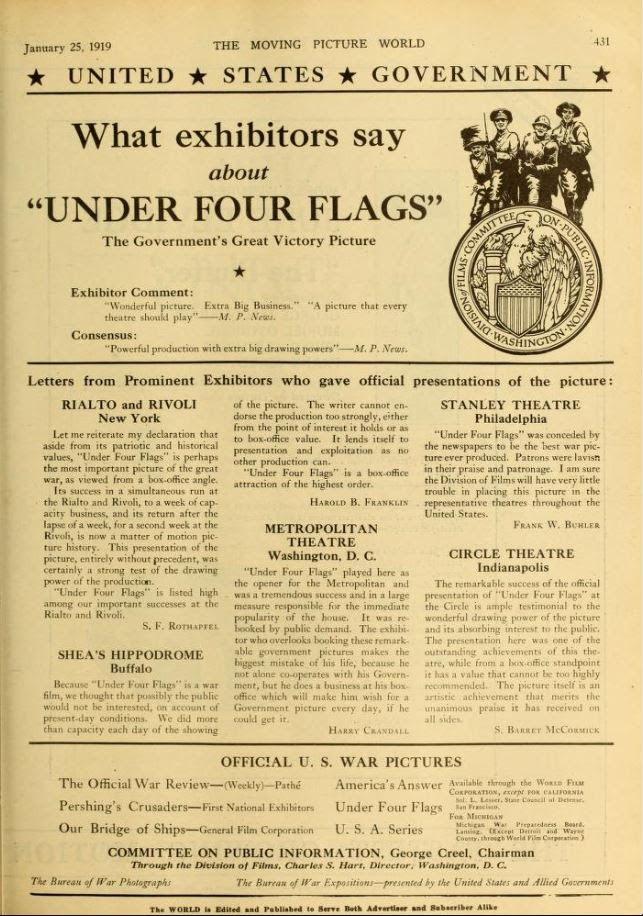 January 25, 1919
THE MOVING PICTURE WORLD
431
★ UNITED ★ STATES ★ GOVERNMENT ★
What exhibitors say
about
"UNDER FOUR FLAGS"
The Government's Great Victory Picture
★
Exhibitor Comment:
"Wonderful picture. Extra Big Business." "A picture that every
theatre should play"——M. P. News.
Consensus:
"Powerful production with extra big drawing powers"—M. P. News.
DIVISION of FILMS, COMMITTEE ON PUBLIC INFORMATION
WASHINGTON
Letters from Prominent Exhibitors who gave official presentations of the picture:
RIALTO and RIVOLI
New York
Let me reiterate my declaration that
aside from its patriotic and historical
values, "Under Four Flags" is perhaps
the most important picture of the great
war, as viewed from a box-office angle.
Its success in a simultaneous run at
the Rialto and Rivoli, to a week of cap-
acity business, and its return after the
lapse of a week, for a second week at the
Rivoli, is now a matter of motion pic-
ture history. This presentation of the
picture, entirely without precedent, was
certainly a strong test of the drawing
power of the production.
"Under Four Flags" is listed high
among our important successes at the
Rialto and Rivoli.
S. F. ROTHAPFEL
SHEA'S HIPPODROME
Buffalo
Because "Under Four Flags" is a war
film, we thought that possibly the public
would not be interested, on account of
present-day conditions. We did more
than capacity each day of the showing
of the picture. The writer cannot en-
dorse the production too strongly, either
from the point of interest it holds or as
to box-office value. It lends itself to
presentation and exploitation as no
other production can.
"Under Four Flags" is a box-office
attraction of the highest order.
HAROLD B. FRANKLIN
METROPOLITAN
THEATRE
Washington, D. C.
"Under Four Flags" played here as
the opener for the Metropolitan and
was a tremendous success and in a large
measure responsible for the immediate
popularity of the house. It was re-
booked by public demand. The exhibi-
tor who overlooks booking these remark-
able government pictures makes the
biggest mistake of his life, because he
not alone co-operates with his Govern-
ment, but he does a business at his box-
office which will make him wish for a
Government picture every day, if he
could get it.
HARRY CRANDALL
STANLEY THEATRE
Philadelphia
"Under Four Flags" was conceded by
the newspapers to be the best war pic-
ture ever produced. Patrons were lavish
in their praise and patronage. I am sure
the Division of Films will have very little
trouble in placing this picture in the
representative theatres throughout the
United States.
FRANK W. BUHLER
CIRCLE THEATRE
Indianapolis
The remarkable success of the official
presentation of "Under Four Flags" at
the Circle is ample testimonial to the
wonderful drawing power of the picture
and its absorbing interest to the public.
The presentation here was one of the
outstanding achievements of this the-
atre, while from a box-office standpoint
it has a value that cannot be too highly
recommended. The picture itself is an
artistic achievement that merits the
unanimous praise it has received on
all sides.
S. BARRET MCCORMICK
OFFICIAL U. S. WAR PICTURES
The Official War Review—(Weekly)—Pathé
Pershing's Crusaders—First National Exhibitors
Our Bridge of Ships—General Film Corporation
America's Answer
Under Four Flags
U. S. A. Series
Available through the WORLD FILM
CORPORATION, except FOR CALIFORNIA
Sol. L. Lesser, State Council of Defense,
San Francisco.
FOR MICHIGAN
Michigan War Preparedness Board,
Lansing. (Except Detroit and Wayne
County, through World Film Corporation)
COMMITTEE ON PUBLIC INFORMATION, George Creel, Chairman
Through the Division of Films, Charles S. Hart, Director, Washington, D. C.
The Bureau of War Photographs
The Bureau of War Expositions—presented by the United States and Allied Governments
The WORLD is Edited and Published to Serve Both Advertiser and Subscriber Alike